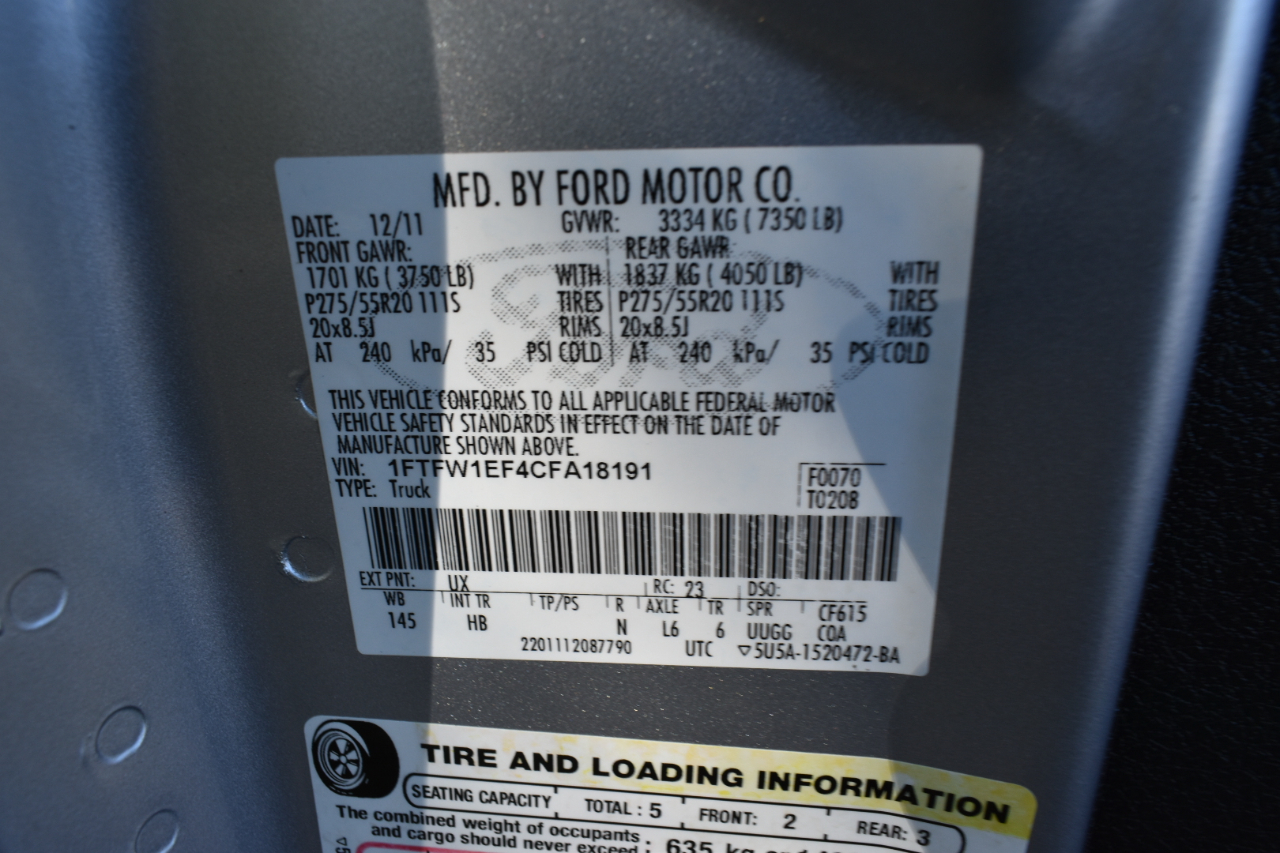 MFD. BY FORD MOTOR CO.
DATE: 12/11 GVWR: 3334 KG ( 7350 LB)
FRONT GAWR: REAR GAWR
1701 KG ( 3750 LB) WITH 1837 KG ( 4050 LB) WITH
P275/55R20 111S TIRES P275/55R20 111S TIRES
20x8.5J RIMS 20x8.5J RIMS
AT 240 kPa/ 35 PSI COLD AT 240 kPa/ 35 PSI COLD
Ford
THIS VEHICLE CONFORMS TO ALL APPLICABLE FEDERAL MOTOR
VEHICLE SAFETY STANDARDS IN EFFECT ON THE DATE OF
MANUFACTURE SHOWN ABOVE.
VIN: 1FTFW1EF4CFA18191 F0070
TYPE: Truck T0208
EXT PNT: UX RC: 23 DSO:
WB INT TR TP/PS R AXLE TR SPR CF615
145 HB N L6 6 UUGG COA
2201112087790 UTC ▽5U5A-1520472-BA
TIRE AND LOADING INFORMATION
SEATING CAPACITY TOTAL : 5 FRONT: 2 REAR: 3
The combined weight of occupants
and cargo should never exceed : 635 kg